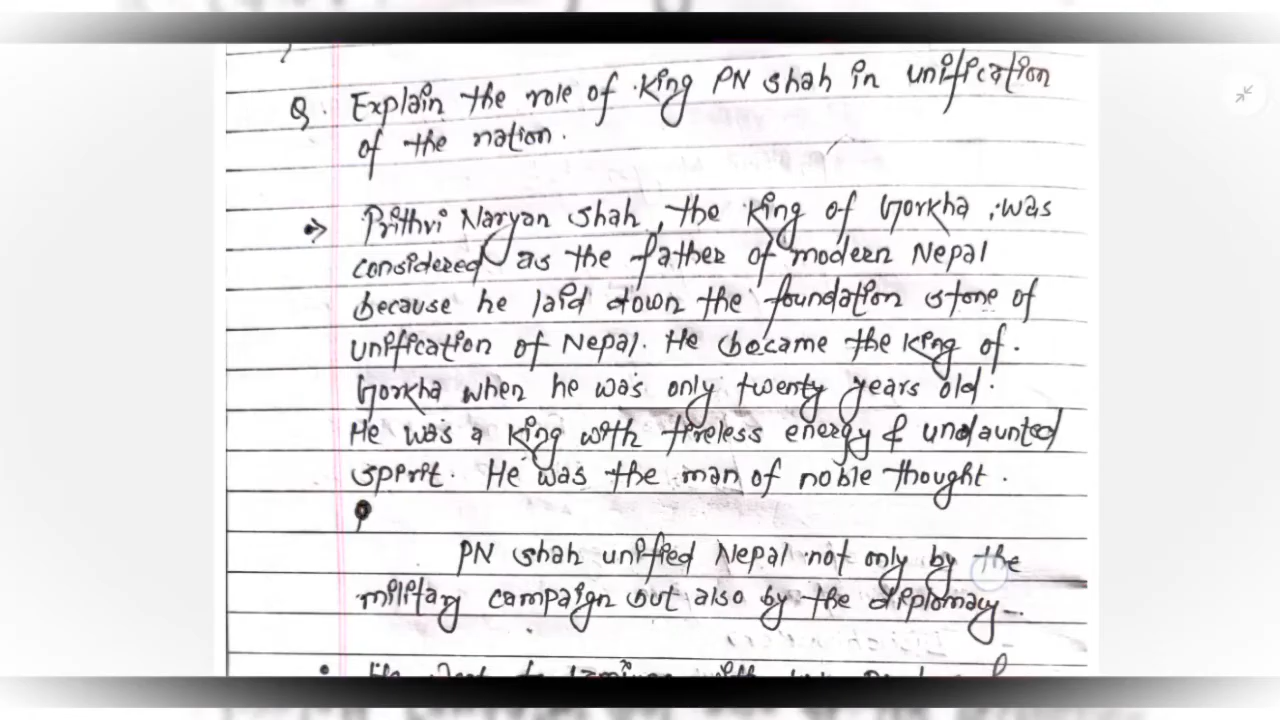 Q. Explain the role of King PN Shah in unification
of the nation.
→ Prithvi Naryan Shah, the King of Gorkha, was
considered as the father of modern Nepal
because he laid down the foundation stone of
unification of Nepal. He became the King of.
Gorkha when he was only twenty years old.
He was a King with tireless energy & undaunted
spirit. He was the man of noble thought.
PN Shah unified Nepal not only by the
military campaign but also by the diplomacy